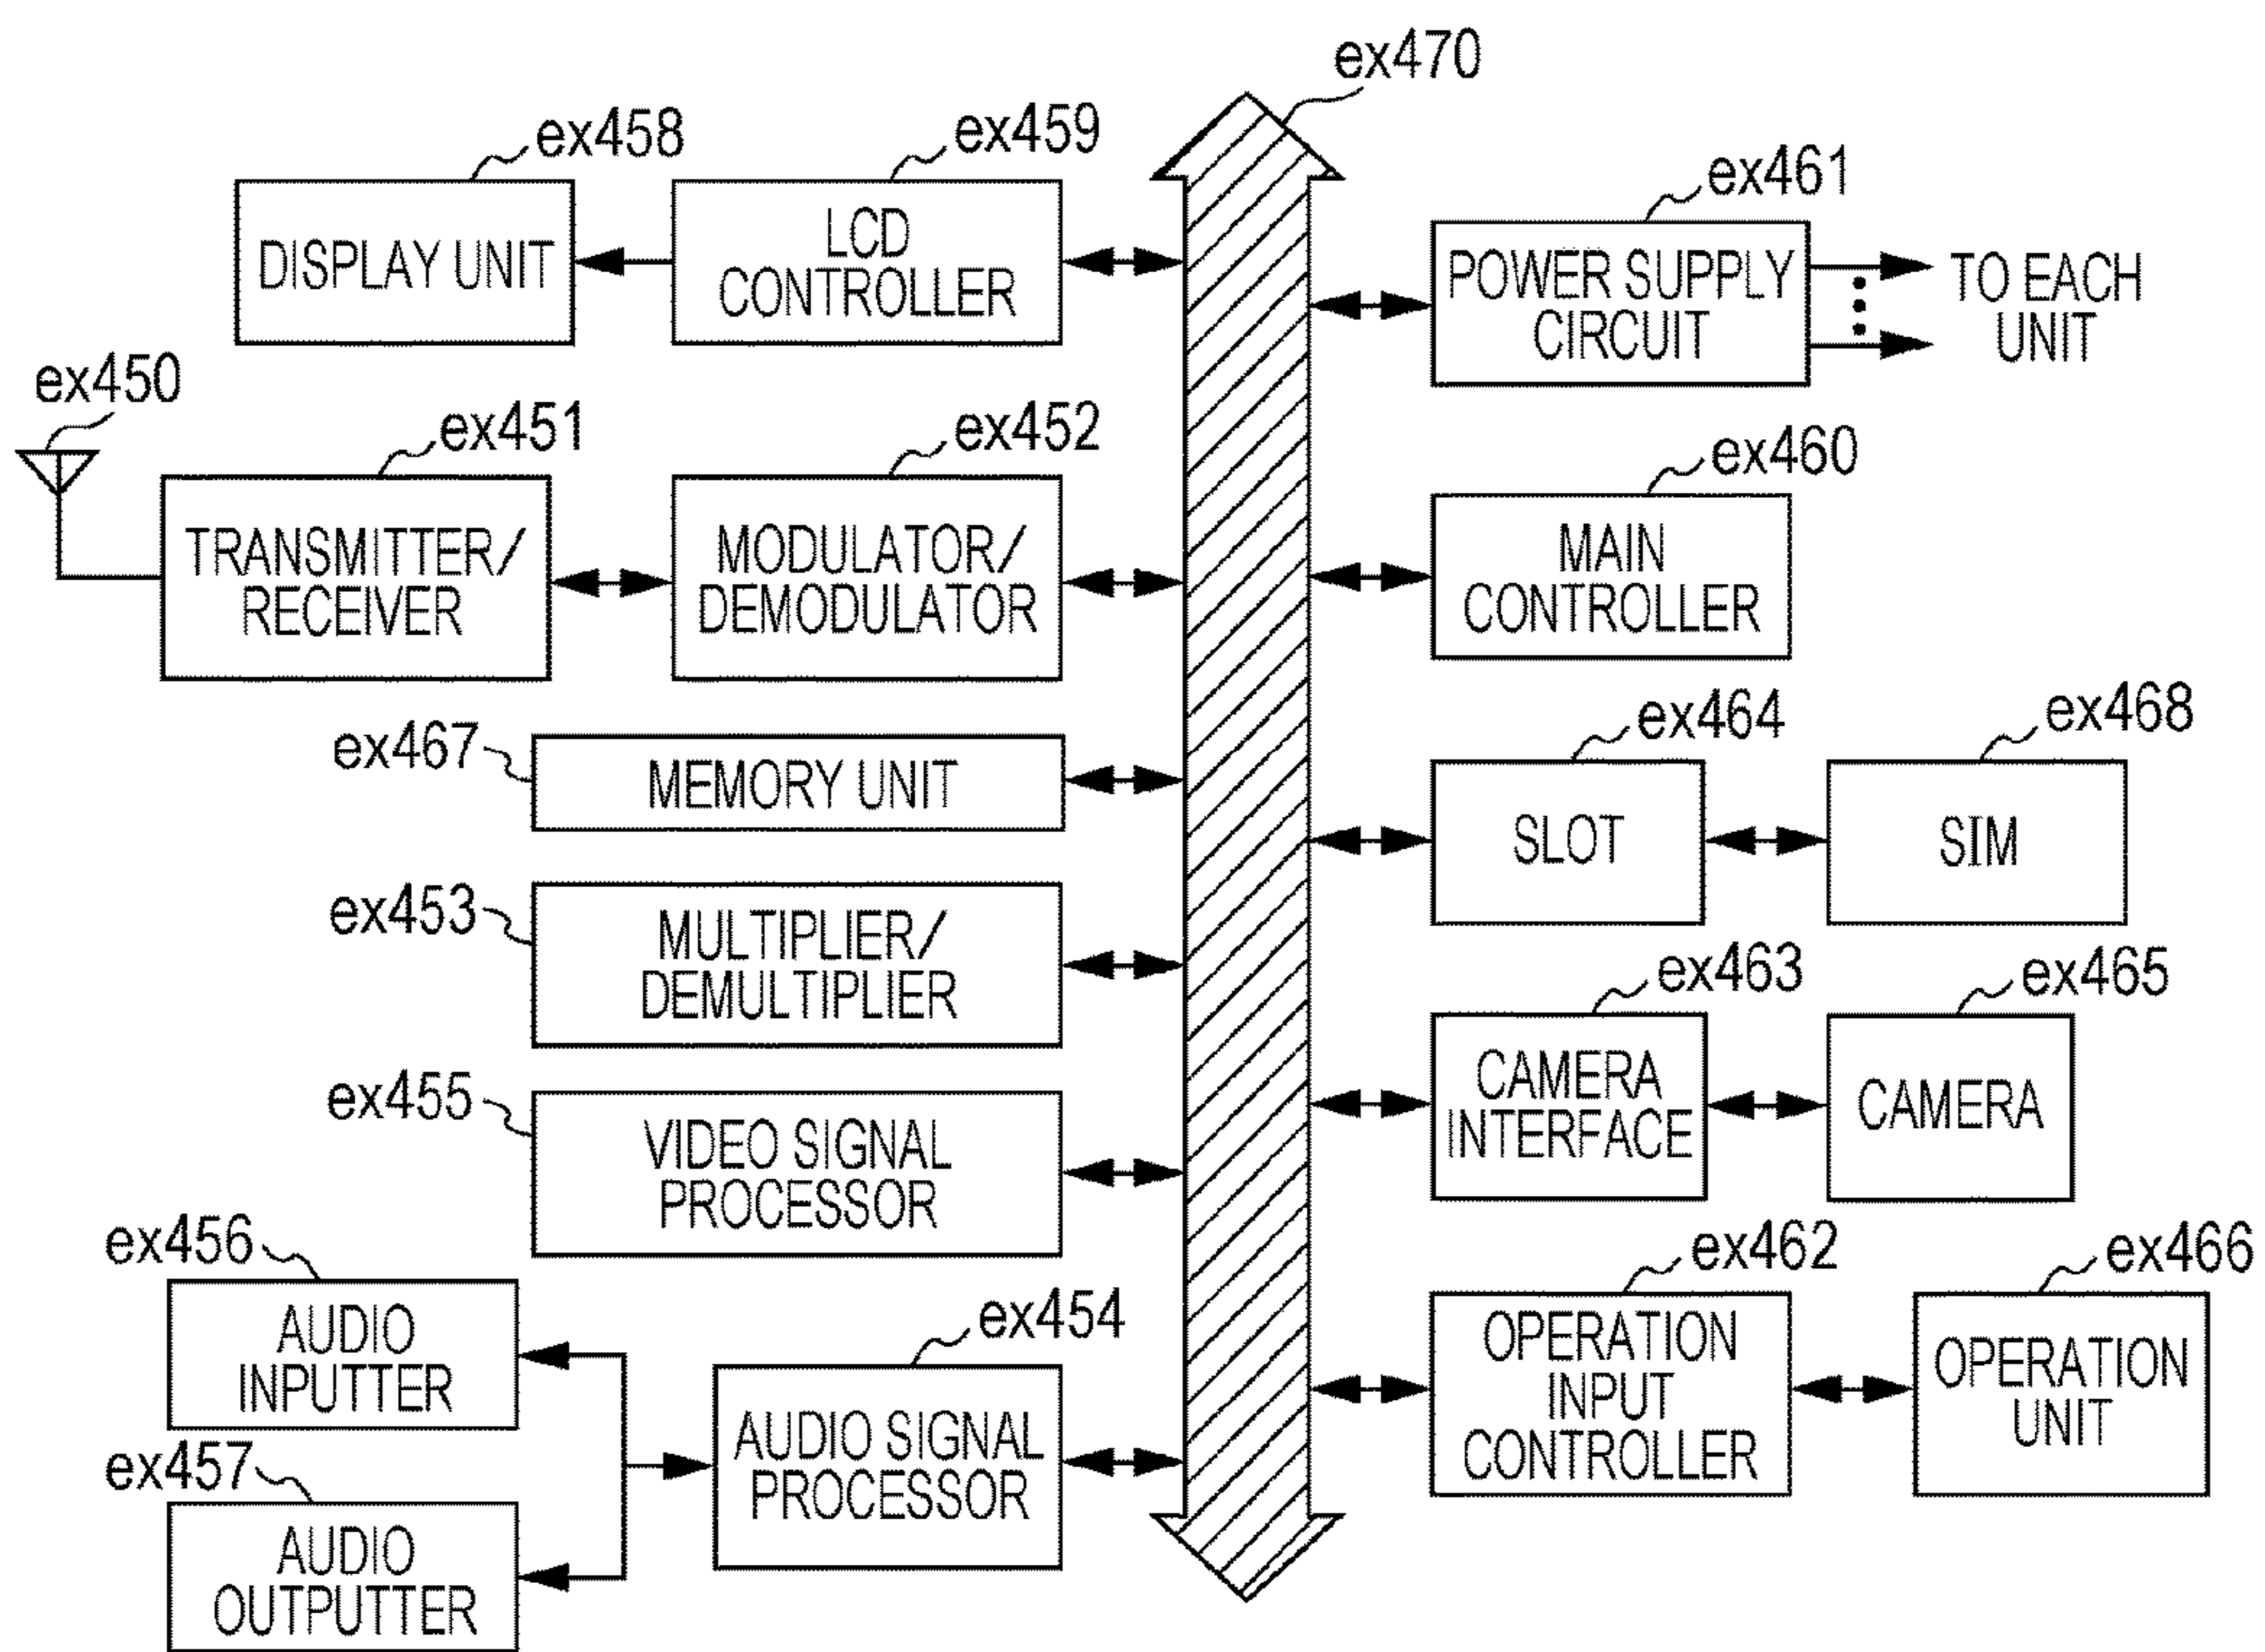 ex470
ex458
ex459
ex461
DISPLAY UNIT
LCD
CONTROLLER
POWER SUPPLY
CIRCUIT
TO EACH
UNIT
ex450
ex451
ex452
ex460
TRANSMITTER/
RECEIVER
MODULATOR/
DEMODULATOR
MAIN
CONTROLLER
ex467
MEMORY UNIT
ex464
ex468
SLOT
SIM
ex453
MULTIPLIER/
DEMULTIPLIER
ex463
ex465
CAMERA
INTERFACE
CAMERA
ex455
VIDEO SIGNAL
PROCESSOR
ex456
AUDIO
INPUTTER
ex454
AUDIO SIGNAL
PROCESSOR
ex462
ex466
OPERATION
INPUT
CONTROLLER
OPERATION
UNIT
ex457
AUDIO
OUTPUTTER